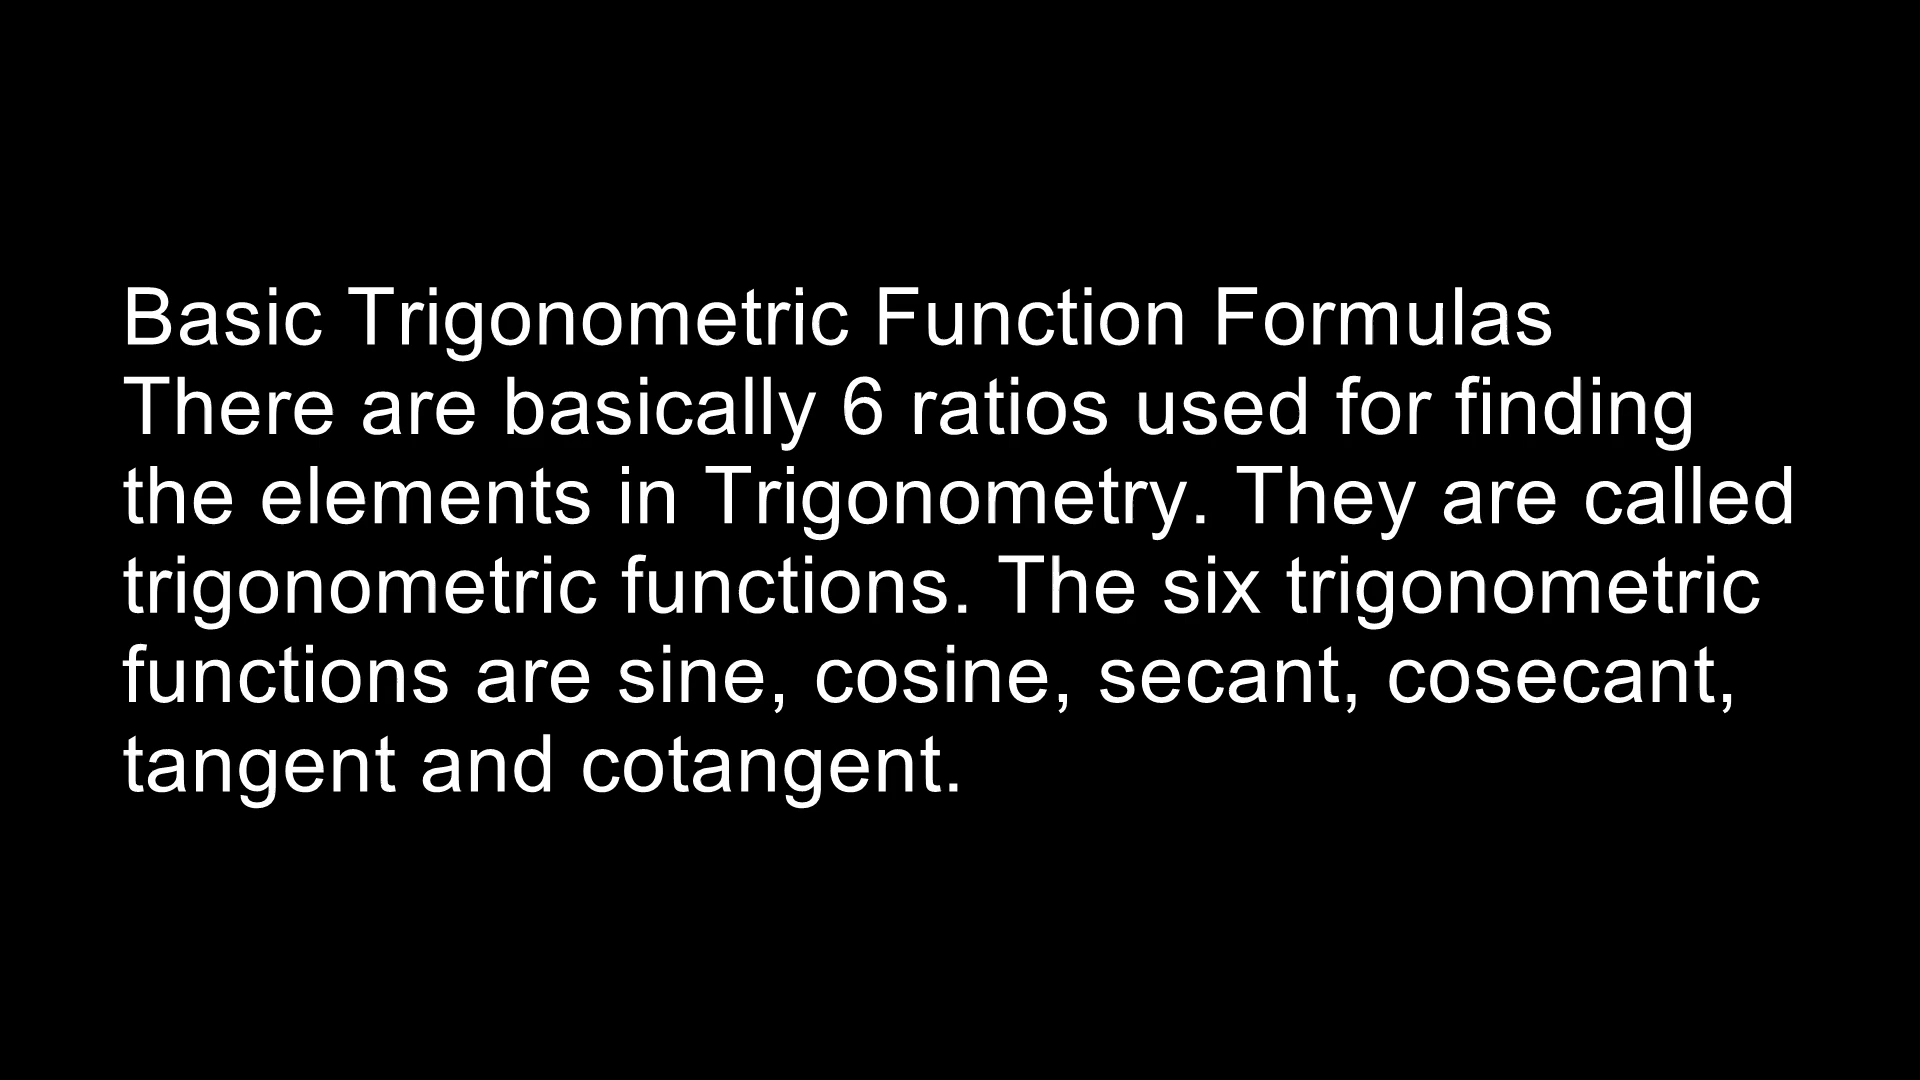 Basic Trigonometric Function Formulas
There are basically 6 ratios used for finding
the elements in Trigonometry. They are called
trigonometric functions. The six trigonometric
functions are sine, cosine, secant, cosecant,
tangent and cotangent.